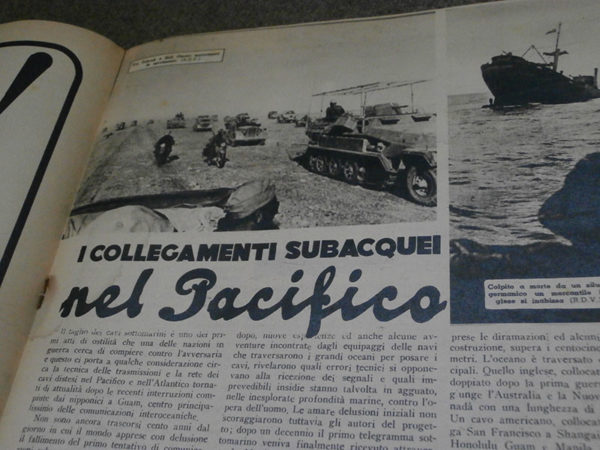 (R.D.V.)
I COLLEGAMENTI SUBACQUEI
nel Pacifico
Colpito a morte da un silu
germanico un mercantile
glese si inabissa (R.D.V.
Il taglio dei cavi sottomarini è uno dei pri
mi atti di ostilità che una delle nazioni in
guerra cerca di compiere contro l'avversaria
e questo ci porta a qualche considerazione cir
ca la tecnica delle trasmissioni e la rete dei
cavi distesi nel Pacifico e nell'Atlantico torna
ti di attualità dopo le recenti interruzioni com
piute dai nipponici a Guam, centro principa
lissimo delle comunicazioni interoceaniche.
Non sono ancora trascorsi cento anni dal
giorno in cui il mondo apprese con delusione
il fallimento del primo tentativo di comunica
dopo, nuove esperienze ed anche alcune av-
venture incontrate dagli equipaggi delle navi
che traversarono i grandi oceani per posare i
cavi, rivelarono quali errori tecnici si oppone-
vano alla ricezione dei segnali e quali im-
prevedibili insidie stanno talvolta in agguato,
nelle inesplorate profondità marine, contro l'o-
pera dell'uomo. Le amare delusioni iniziali non
scoraggiarono tuttavia gli autori del proget-
to; dopo un decennio il primo telegramma sot-
tomarino veniva finalmente ricevuto attraver
prese le diramazioni ed alcuni
costruzione, supera i centocinq
metri. L'oceano è traversato d
cipali. Quello inglese, collocat
doppiato dopo la prima guerr
giunge l'Australia e la Nuov
nadà con una lunghezza di
Un cavo americano, colloca
ga San Francisco a Shangai
Honolulu Guam e Manila